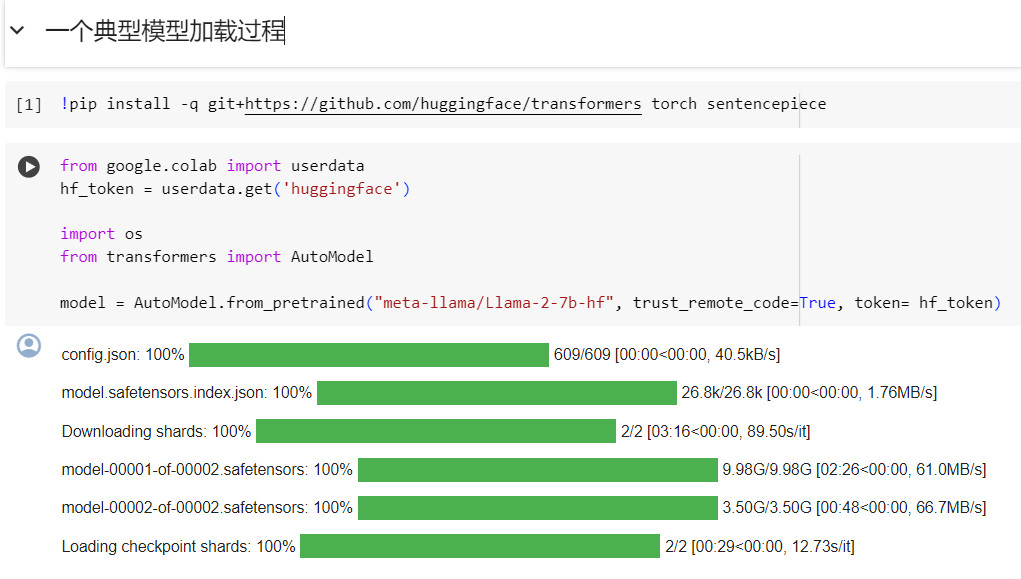 一个典型模型加载过程
[1] !pip install -q git+https://github.com/huggingface/transformers torch sentencepiece
from google.colab import userdata
hf_token = userdata.get('huggingface')
import os
from transformers import AutoModel
model = AutoModel.from_pretrained("meta-llama/Llama-2-7b-hf", trust_remote_code=True, token= hf_token)
config.json: 100% 609/609 [00:00<00:00, 40.5kB/s]
model.safetensors.index.json: 100% 26.8k/26.8k [00:00<00:00, 1.76MB/s]
Downloading shards: 100% 2/2 [03:16<00:00, 89.50s/it]
model-00001-of-00002.safetensors: 100% 9.98G/9.98G [02:26<00:00, 61.0MB/s]
model-00002-of-00002.safetensors: 100% 3.50G/3.50G [00:48<00:00, 66.7MB/s]
Loading checkpoint shards: 100% 2/2 [00:29<00:00, 12.73s/it]